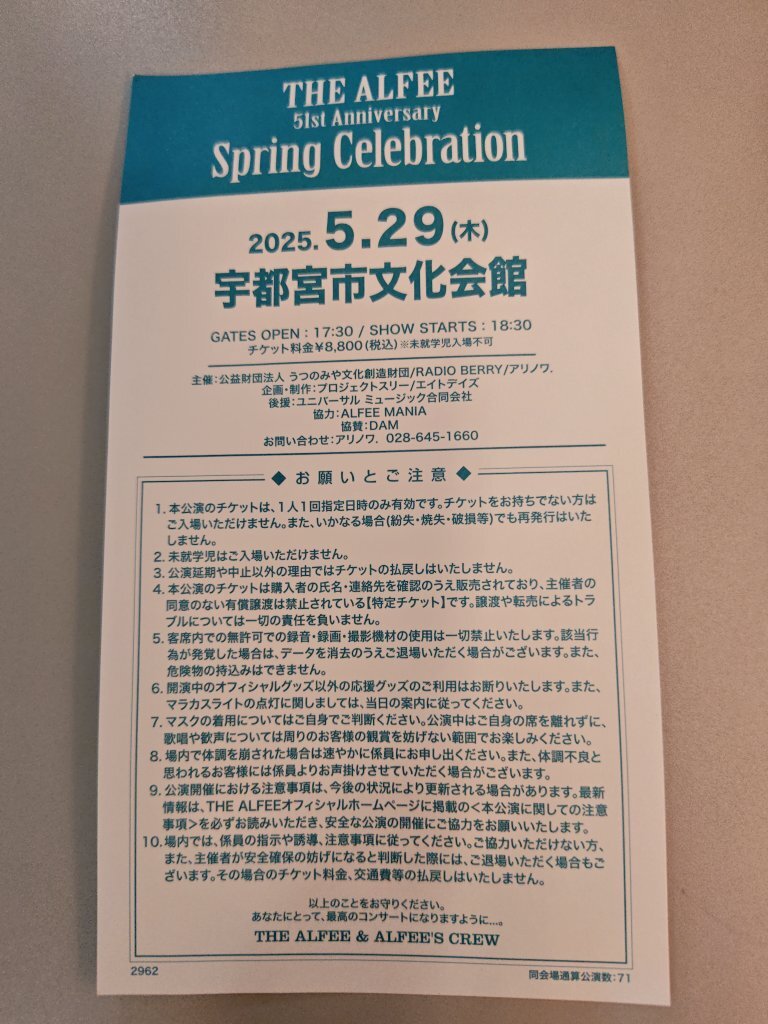 THE ALFEE
51st Anniversary
Spring Celebration
2025. 5.29 (木)
宇都宮市文化会館
GATES OPEN : 17:30 / SHOW STARTS : 18:30
チケット料金¥8,800(税込)※未就学児入場不可
主催:公益財団法人 うつのみや文化創造財団/RADIO BERRY/アリノワ.
企画・制作:プロジェクトスリー/エイトデイズ
後援:ユニバーサル ミュージック合同会社
協力:ALFEE MANIA
協賛:DAM
お問い合わせ:アリノワ. 028-645-1660
◆ お願いとご注意 ◆
1. 本公演のチケットは、1人1回指定日時のみ有効です。チケットをお持ちでない方は
ご入場いただけません。また、いかなる場合(紛失・焼失・破損等)でも再発行はいた
しません。
2. 未就学児はご入場いただけません。
3. 公演延期や中止以外の理由ではチケットの払戻しはいたしません。
4. 本公演のチケットは購入者の氏名・連絡先を確認のうえ販売されており、主催者の
同意のない有償譲渡は禁止されている【特定チケット】です。譲渡や転売によるトラ
ブルについては一切の責任を負いません。
5. 客席内での無許可での録音・録画・撮影機材の使用は一切禁止いたします。該当行
為が発覚した場合は、データを消去のうえご退場いただく場合がございます。また、
危険物の持込みはできません。
6. 開演中のオフィシャルグッズ以外の応援グッズのご利用はお断りいたします。また、
マラカスライトの点灯に関しましては、当日の案内に従ってください。
7. マスクの着用についてはご自身でご判断ください。公演中はご自身の席を離れずに、
歌唱や歓声については周りのお客様の観賞を妨げない範囲でお楽しみください。
8. 場内で体調を崩された場合は速やかに係員にお申し出ください。また、体調不良と
思われるお客様には係員よりお声掛けさせていただく場合がございます。
9. 公演開催における注意事項は、今後の状況により更新される場合があります。最新
情報は、THE ALFEEオフィシャルホームページに掲載の<本公演に関しての注意
事項>を必ずお読みいただき、安全な公演の開催にご協力をお願いいたします。
10. 場内では、係員の指示や誘導、注意事項に従ってください。ご協力いただけない方、
また、主催者が安全確保の妨げになると判断した際には、ご退場いただく場合もご
ざいます。その場合のチケット料金、交通費等の払戻しはいたしません。
以上のことをお守りください。
あなたにとって、最高のコンサートになりますように…。
THE ALFEE & ALFEE'S CREW
2962
同会場通算公演数:71